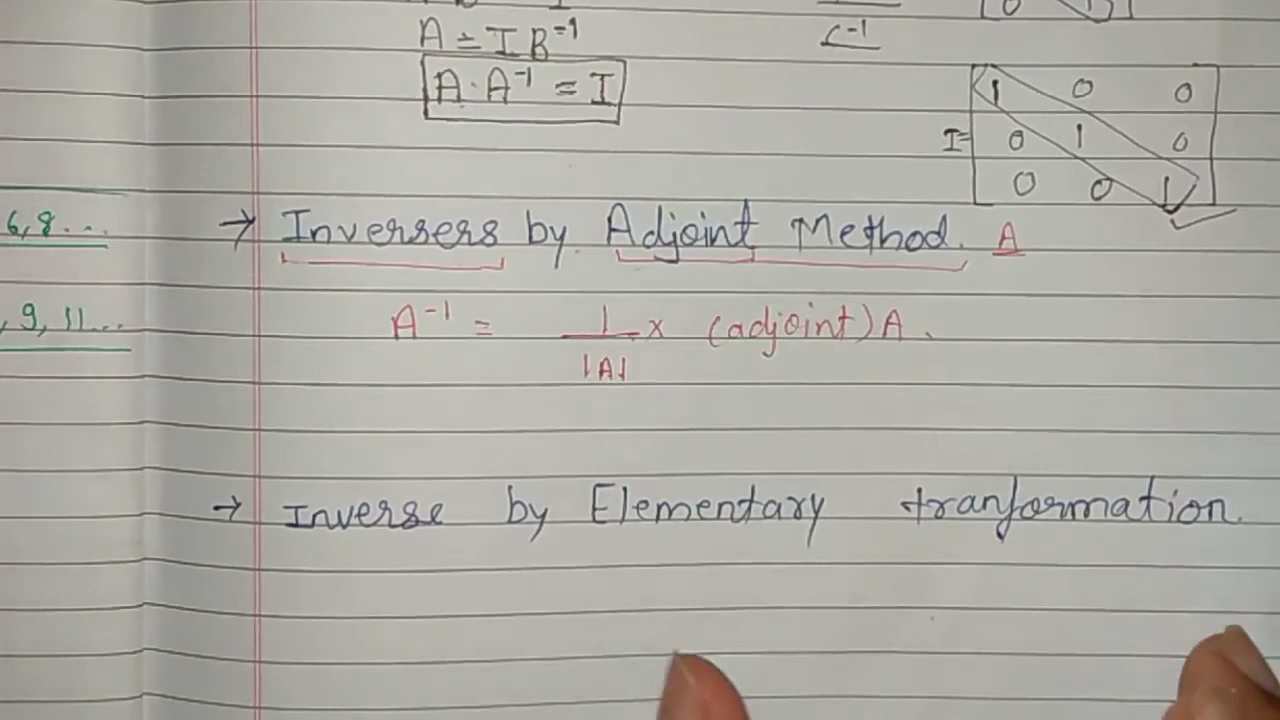 A = I B⁻¹
A · A⁻¹ = I
1 0 0
I= 0 1 0
0 0 1
6, 8 ...
→ Inversers by Adjoint Method. A
, 9, 11 ...
A⁻¹ = 1/|A| × (adjoint) A.
→ Inverse by Elementary tranformation.